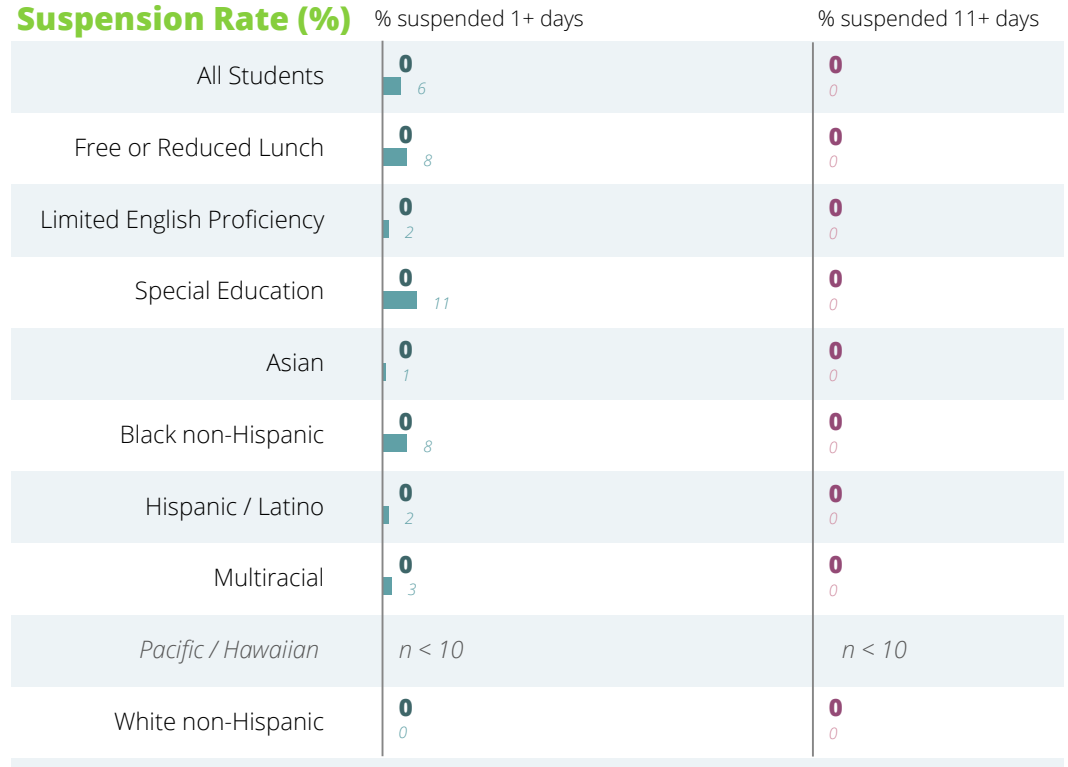 Suspension Rate (%) % suspended 1+ days % suspended 11+ days
0 0
All Students
6 0
0 0
Free or Reduced Lunch
8 0
0 0
Limited English Proficiency
2 0
0 0
Special Education
11 0
0 0
Asian
1 0
0 0
Black non-Hispanic
8 0
0 0
Hispanic / Latino
2 0
0 0
Multiracial
3 0
Pacific / Hawaiian n < 10 n < 10
0 0
White non-Hispanic
0 0